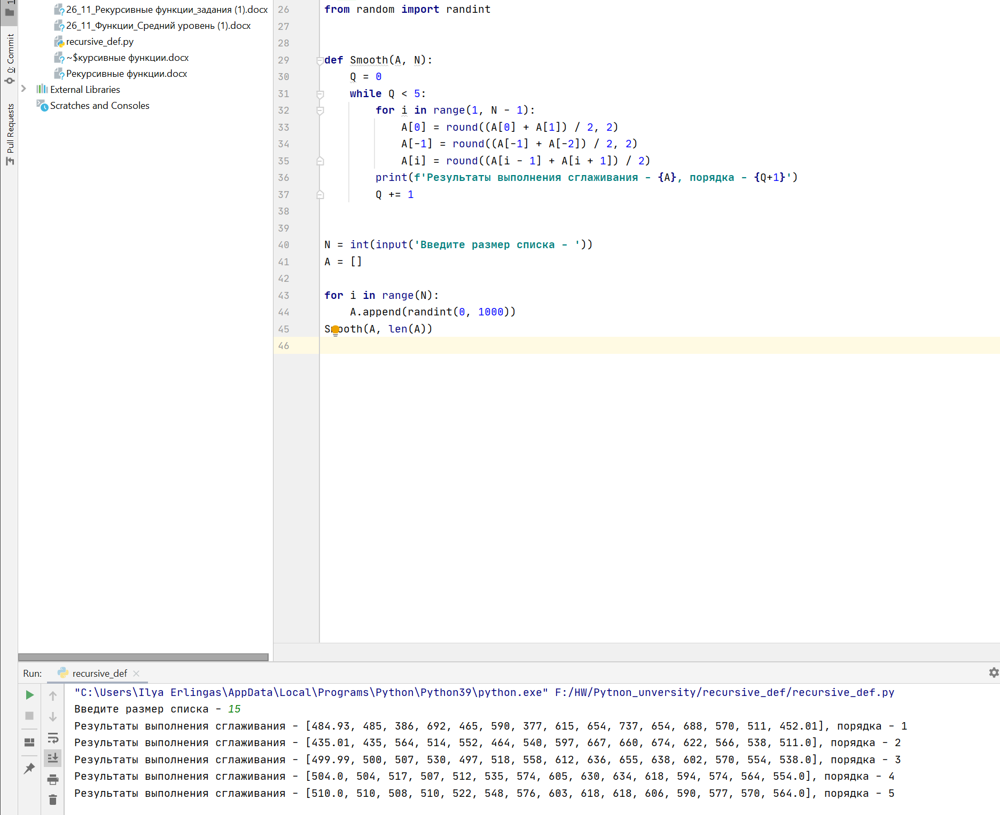 1
0: Commit
Pull Requests
26_11_Рекурсивные функции_задания (1).docx
26_11_Функции_Средний уровень (1).docx
recursive_def.py
~$курсивные функции.docx
Рекурсивные функции.docx
External Libraries
Scratches and Consoles
26 from random import randint
27
28
29 def Smooth(A, N):
30     Q = 0
31     while Q < 5:
32         for i in range(1, N - 1):
33             A[0] = round((A[0] + A[1]) / 2, 2)
34             A[-1] = round((A[-1] + A[-2]) / 2, 2)
35             A[i] = round((A[i - 1] + A[i + 1]) / 2)
36         print(f'Результаты выполнения сглаживания - {A}, порядка - {Q+1}')
37         Q += 1
38
39
40 N = int(input('Введите размер списка - '))
41 A = []
42
43 for i in range(N):
44     A.append(randint(0, 1000))
45 Smooth(A, len(A))
46
Run: recursive_def
"C:\Users\Ilya Erlingas\AppData\Local\Programs\Python\Python39\python.exe" F:/HW/Pytnon_unversity/recursive_def/recursive_def.py
Введите размер списка - 15
Результаты выполнения сглаживания - [484.93, 485, 386, 692, 465, 590, 377, 615, 654, 737, 654, 688, 570, 511, 452.01], порядка - 1
Результаты выполнения сглаживания - [435.01, 435, 564, 514, 552, 464, 540, 597, 667, 660, 674, 622, 566, 538, 511.0], порядка - 2
Результаты выполнения сглаживания - [499.99, 500, 507, 530, 497, 518, 558, 612, 636, 655, 638, 602, 570, 554, 538.0], порядка - 3
Результаты выполнения сглаживания - [504.0, 504, 517, 507, 512, 535, 574, 605, 630, 634, 618, 594, 574, 564, 554.0], порядка - 4
Результаты выполнения сглаживания - [510.0, 510, 508, 510, 522, 548, 576, 603, 618, 618, 606, 590, 577, 570, 564.0], порядка - 5